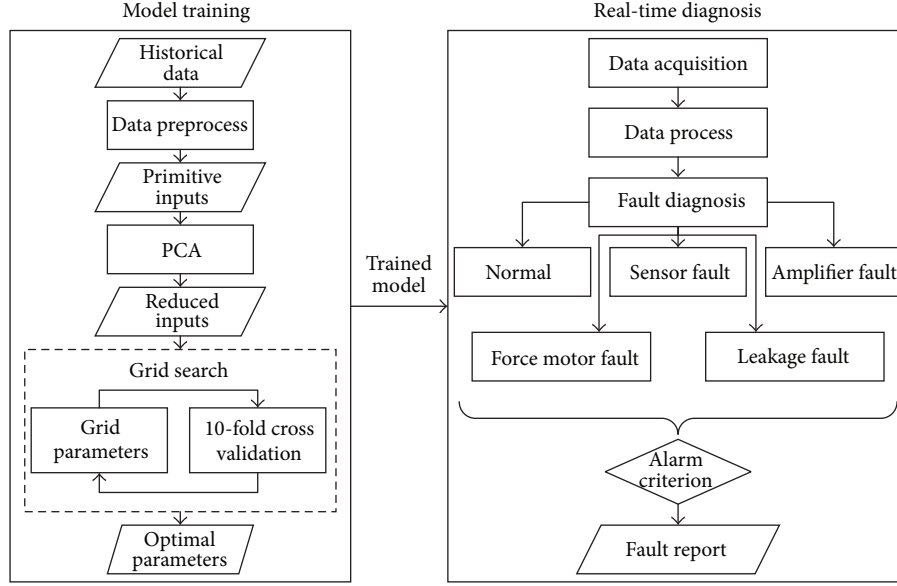 Model training
Historical
data
Data preprocess
Primitive
inputs
PCA
Reduced
inputs
Grid search
Grid
parameters
10-fold cross
validation
Optimal
parameters
Trained
model
Real-time diagnosis
Data acquisition
Data process
Fault diagnosis
Normal
Sensor fault
Amplifier fault
Force motor fault
Leakage fault
Alarm
criterion
Fault report